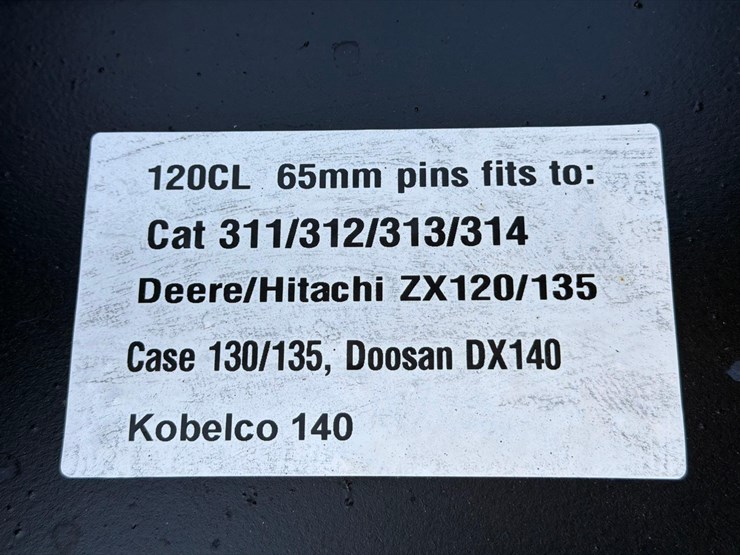 120CL 65mm pins fits to:
Cat 311/312/313/314
Deere/Hitachi ZX120/135
Case 130/135, Doosan DX140
Kobelco 140